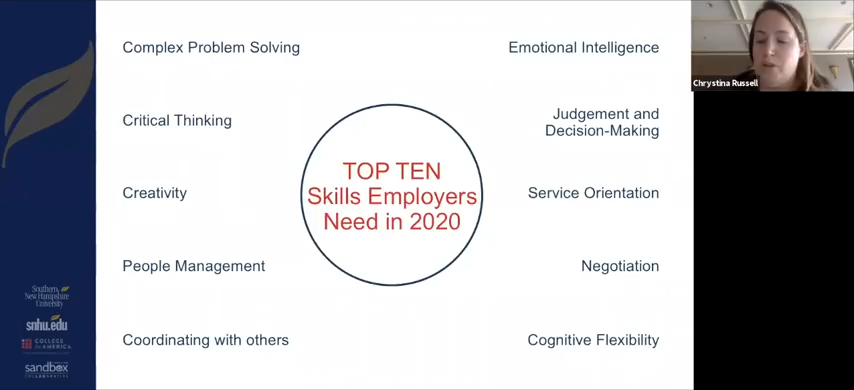 Complex Problem Solving
Critical Thinking
Creativity
People Management
Coordinating with others
TOP TEN
Skills Employers
Need in 2020
Emotional Intelligence
Judgement and
Decision-Making
Service Orientation
Negotiation
Cognitive Flexibility
Chrystina Russell
Southern
New Hampshire
University
snhu.edu
COLLEGE
for AMERICA
sandbox